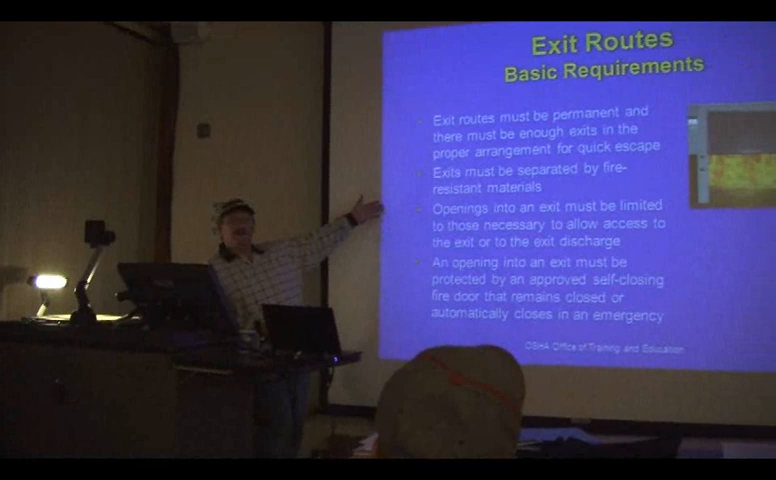 Exit Routes
Basic Requirements
Exit routes must be permanent and
there must be enough exits in the
proper arrangement for quick escape
Exits must be separated by fire-
resistant materials
Openings into an exit must be limited
to those necessary to allow access to
the exit or to the exit discharge
An opening into an exit must be
protected by an approved self-closing
fire door that remains closed or
automatically closes in an emergency
OSHA Office of Training and Education